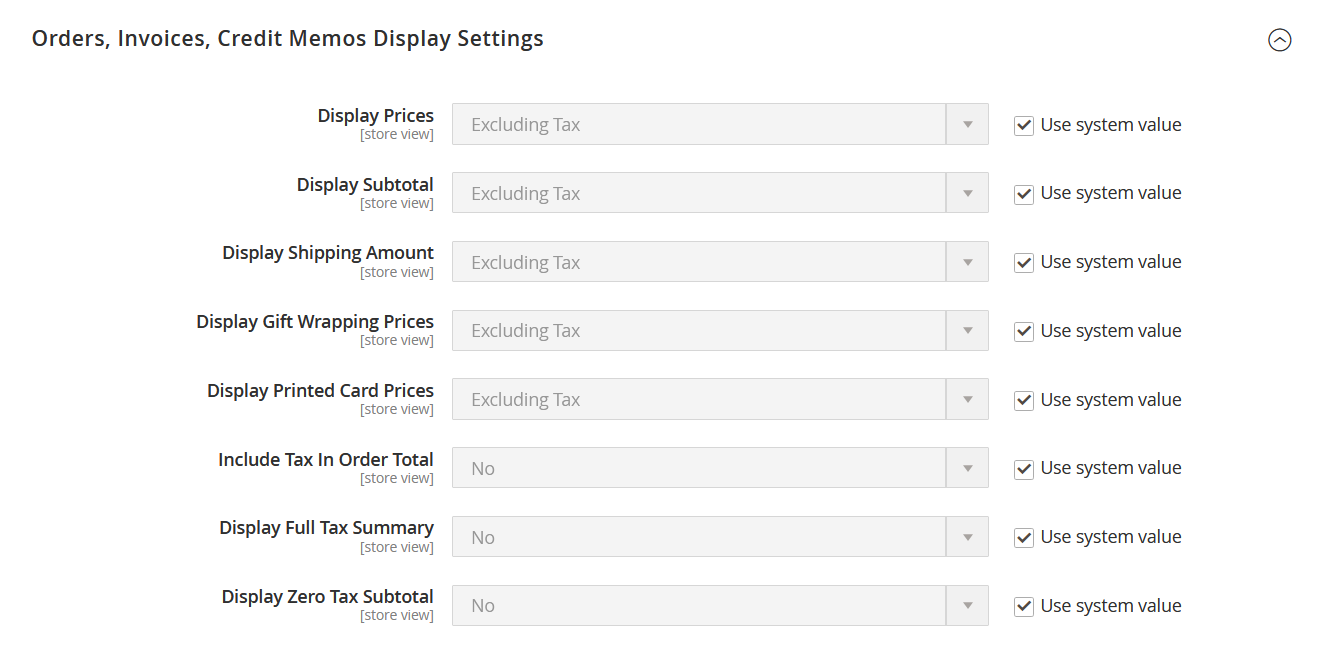 Orders, Invoices, Credit Memos Display Settings
Display Prices
[store view]
Excluding Tax
Use system value
Display Subtotal
[store view]
Excluding Tax
Use system value
Display Shipping Amount
[store view]
Excluding Tax
Use system value
Display Gift Wrapping Prices
[store view]
Excluding Tax
Use system value
Display Printed Card Prices
[store view]
Excluding Tax
Use system value
Include Tax In Order Total
[store view]
No
Use system value
Display Full Tax Summary
[store view]
No
Use system value
Display Zero Tax Subtotal
[store view]
No
Use system value